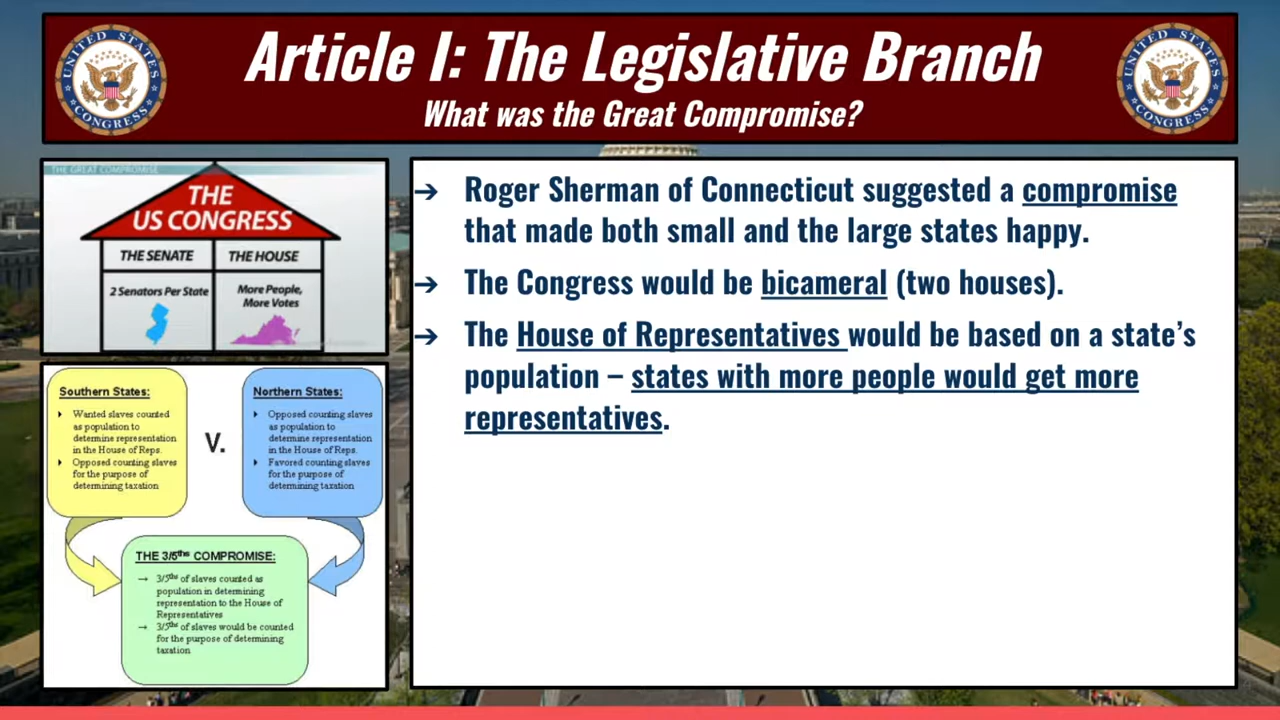 Article I: The Legislative Branch
What was the Great Compromise?
UNITED STATES
CONGRESS
UNITED STATES
CONGRESS
THE GREAT COMPROMISE
THE
US CONGRESS
THE SENATE
THE HOUSE
2 Senators Per State
More People,
More Votes
Southern States:
‣ Wanted slaves counted
as population to
determine representation
in the House of Reps.
‣ Opposed counting slaves
for the purpose of
determining taxation
V.
Northern States:
‣ Opposed counting slaves
as population to
determine representation
in the House of Reps.
‣ Favored counting slaves
for the purpose of
determining taxation
THE 3/5ths COMPROMISE:
→ 3/5ths of slaves counted as
population in determining
representation to the House of
Representatives
→ 3/5ths of slaves would be counted
for the purpose of determining
taxation
➔ Roger Sherman of Connecticut suggested a compromise
that made both small and the large states happy.
➔ The Congress would be bicameral (two houses).
➔ The House of Representatives would be based on a state’s
population – states with more people would get more
representatives.